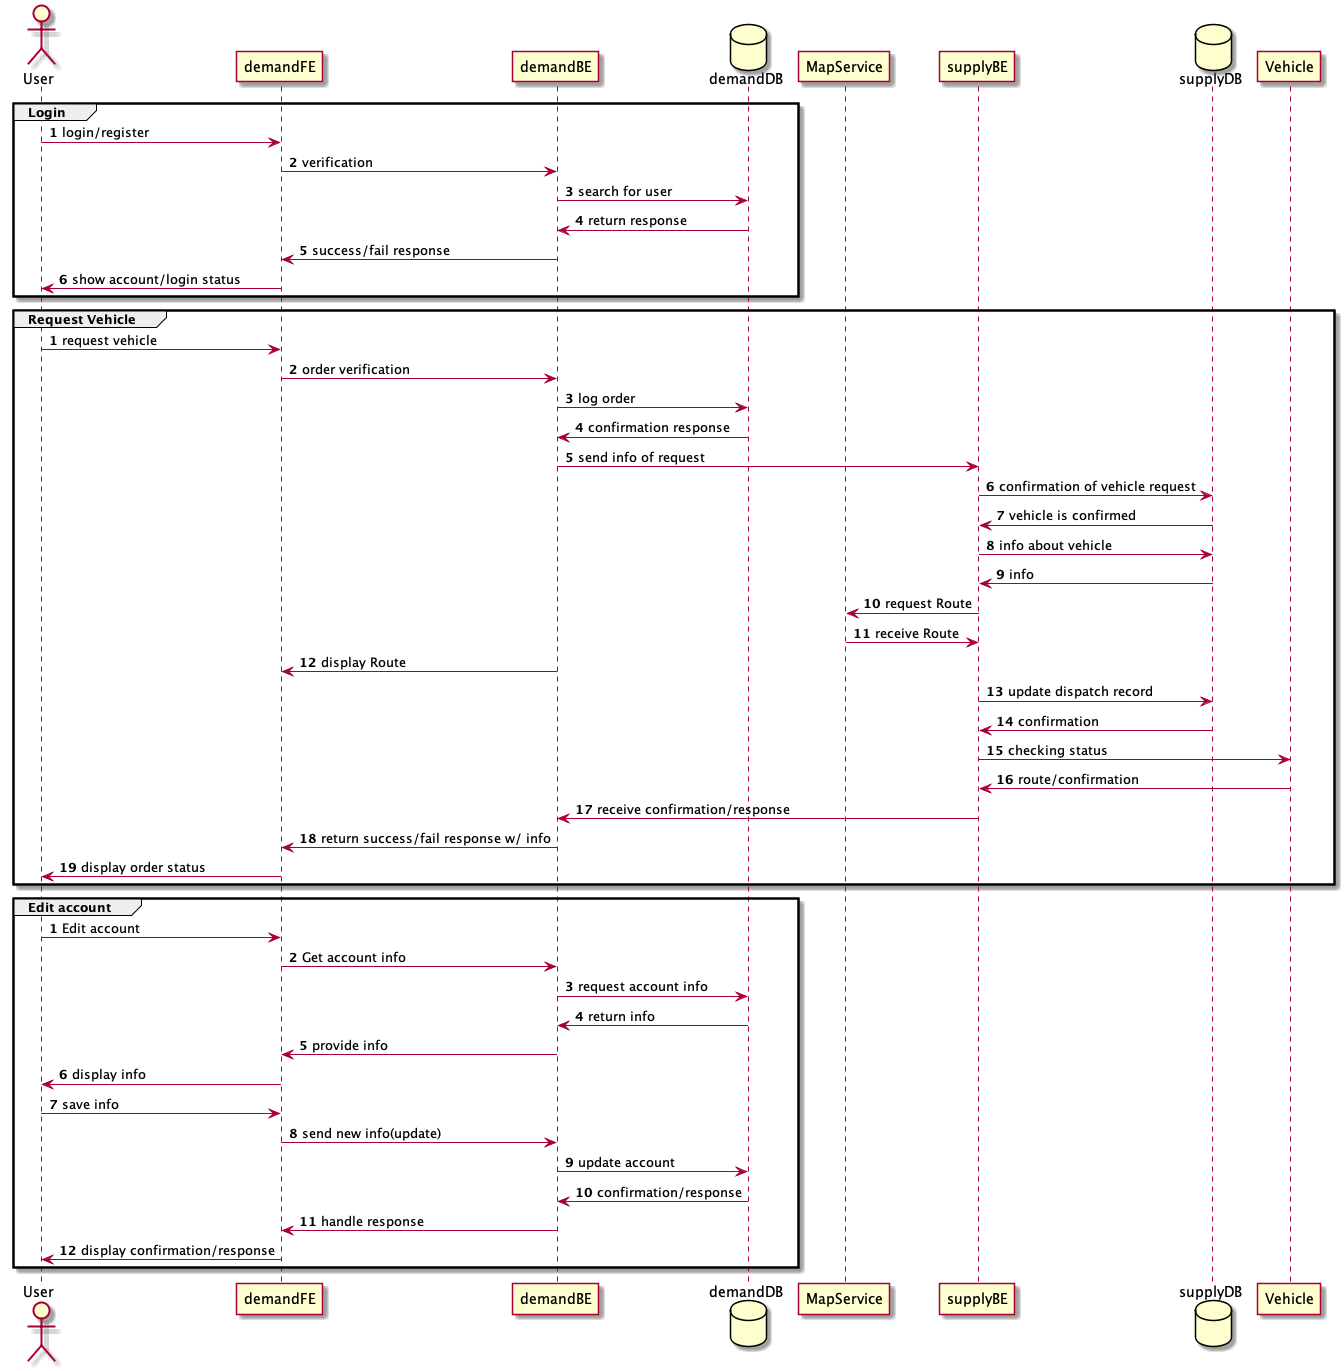 User
demandFE
demandBE
demandDB
MapService
supplyBE
supplyDB
Vehicle
Login
1 login/register
2 verification
3 search for user
4 return response
5 success/fail response
6 show account/login status
Request Vehicle
1 request vehicle
2 order verification
3 log order
4 confirmation response
5 send info of request
6 confirmation of vehicle request
7 vehicle is confirmed
8 info about vehicle
9 info
10 request Route
11 receive Route
12 display Route
13 update dispatch record
14 confirmation
15 checking status
16 route/confirmation
17 receive confirmation/response
18 return success/fail response w/ info
19 display order status
Edit account
1 Edit account
2 Get account info
3 request account info
4 return info
5 provide info
6 display info
7 save info
8 send new info(update)
9 update account
10 confirmation/response
11 handle response
12 display confirmation/response
User
demandFE
demandBE
demandDB
MapService
supplyBE
supplyDB
Vehicle